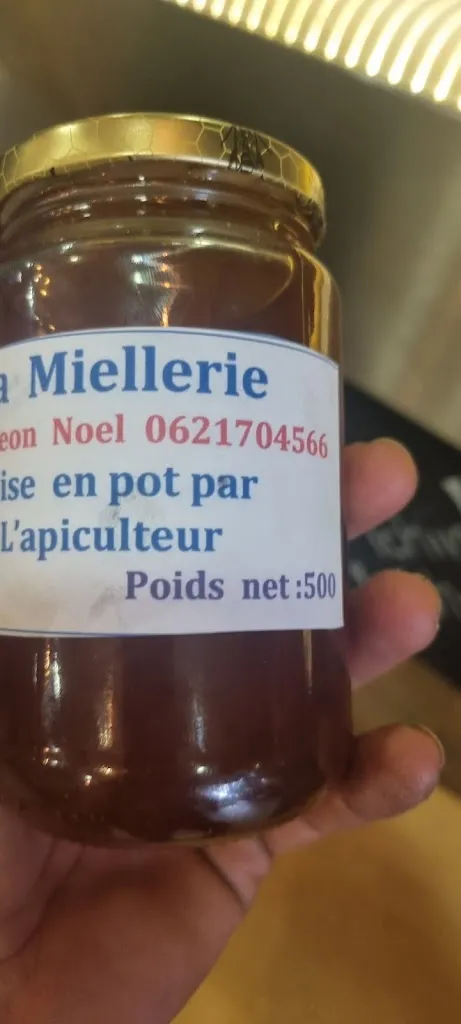 a Miellerie
eon Noel 0621704566
ise en pot par
L'apiculteur
Poids net :500